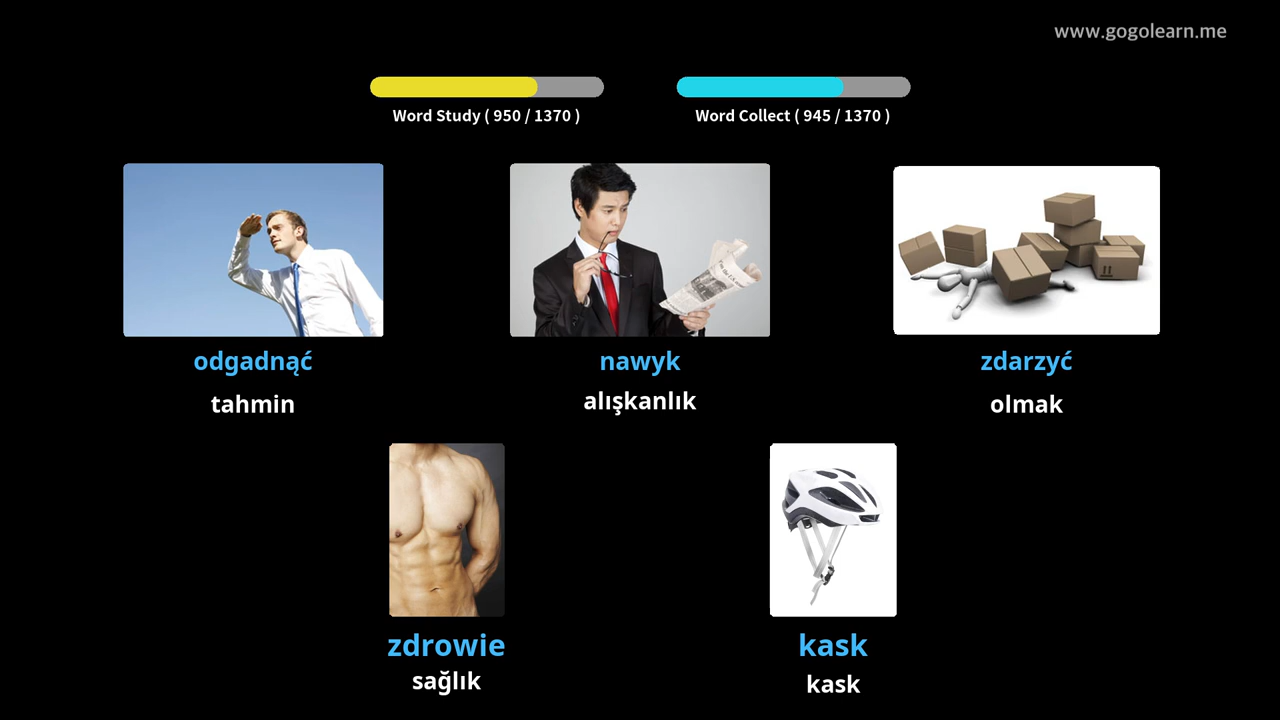 www.gogolearn.me
Word Study ( 950 / 1370 )
Word Collect ( 945 / 1370 )
odgadnąć
nawyk
zdarzyć
tahmin
alışkanlık
olmak
zdrowie
kask
sağlık
kask